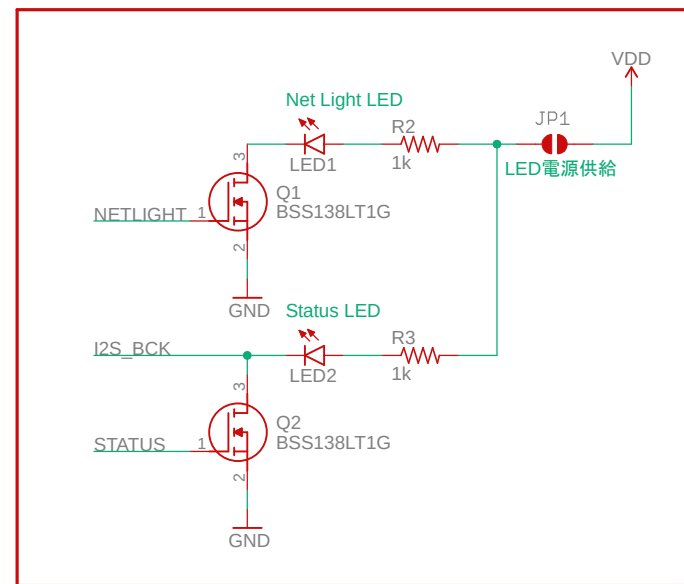 VDD
Net Light LED
R2
JP1
LED1
1k
LED電源供給
3
Q1
BSS138LT1G
NETLIGHT
1
2
GND
Status LED
I2S_BCK
R3
LED2
1k
3
Q2
BSS138LT1G
STATUS
1
2
GND